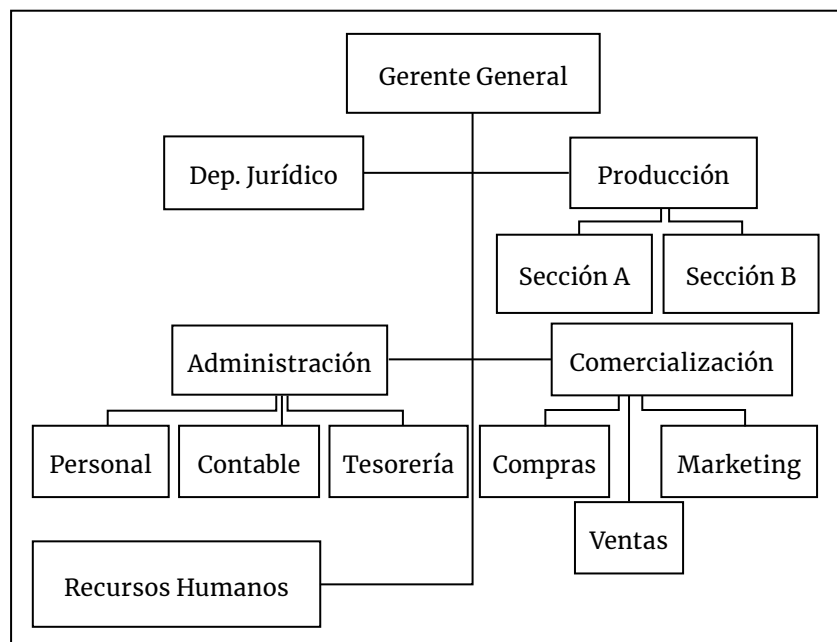 Gerente General
Dep. Jurídico
Producción
Sección A
Sección B
Administración
Comercialización
Personal
Contable
Tesorería
Compras
Marketing
Ventas
Recursos Humanos